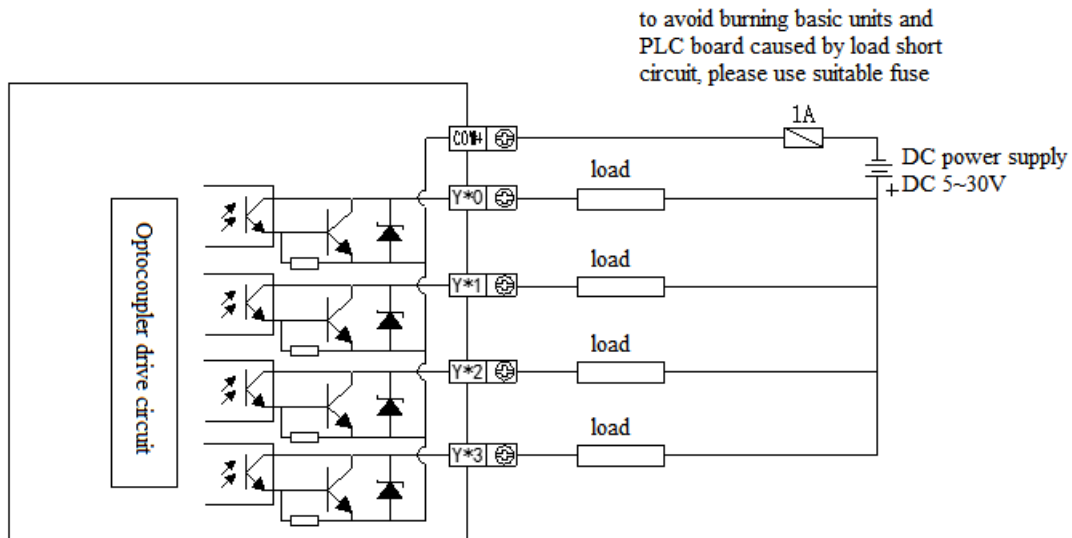 to avoid burning basic units and
PLC board caused by load short
circuit, please use suitable fuse
1A
COM+
load
DC power supply
+ DC 5~30V
Y*0
load
Y*1
load
Y*2
load
Y*3
Optocoupler drive circuit